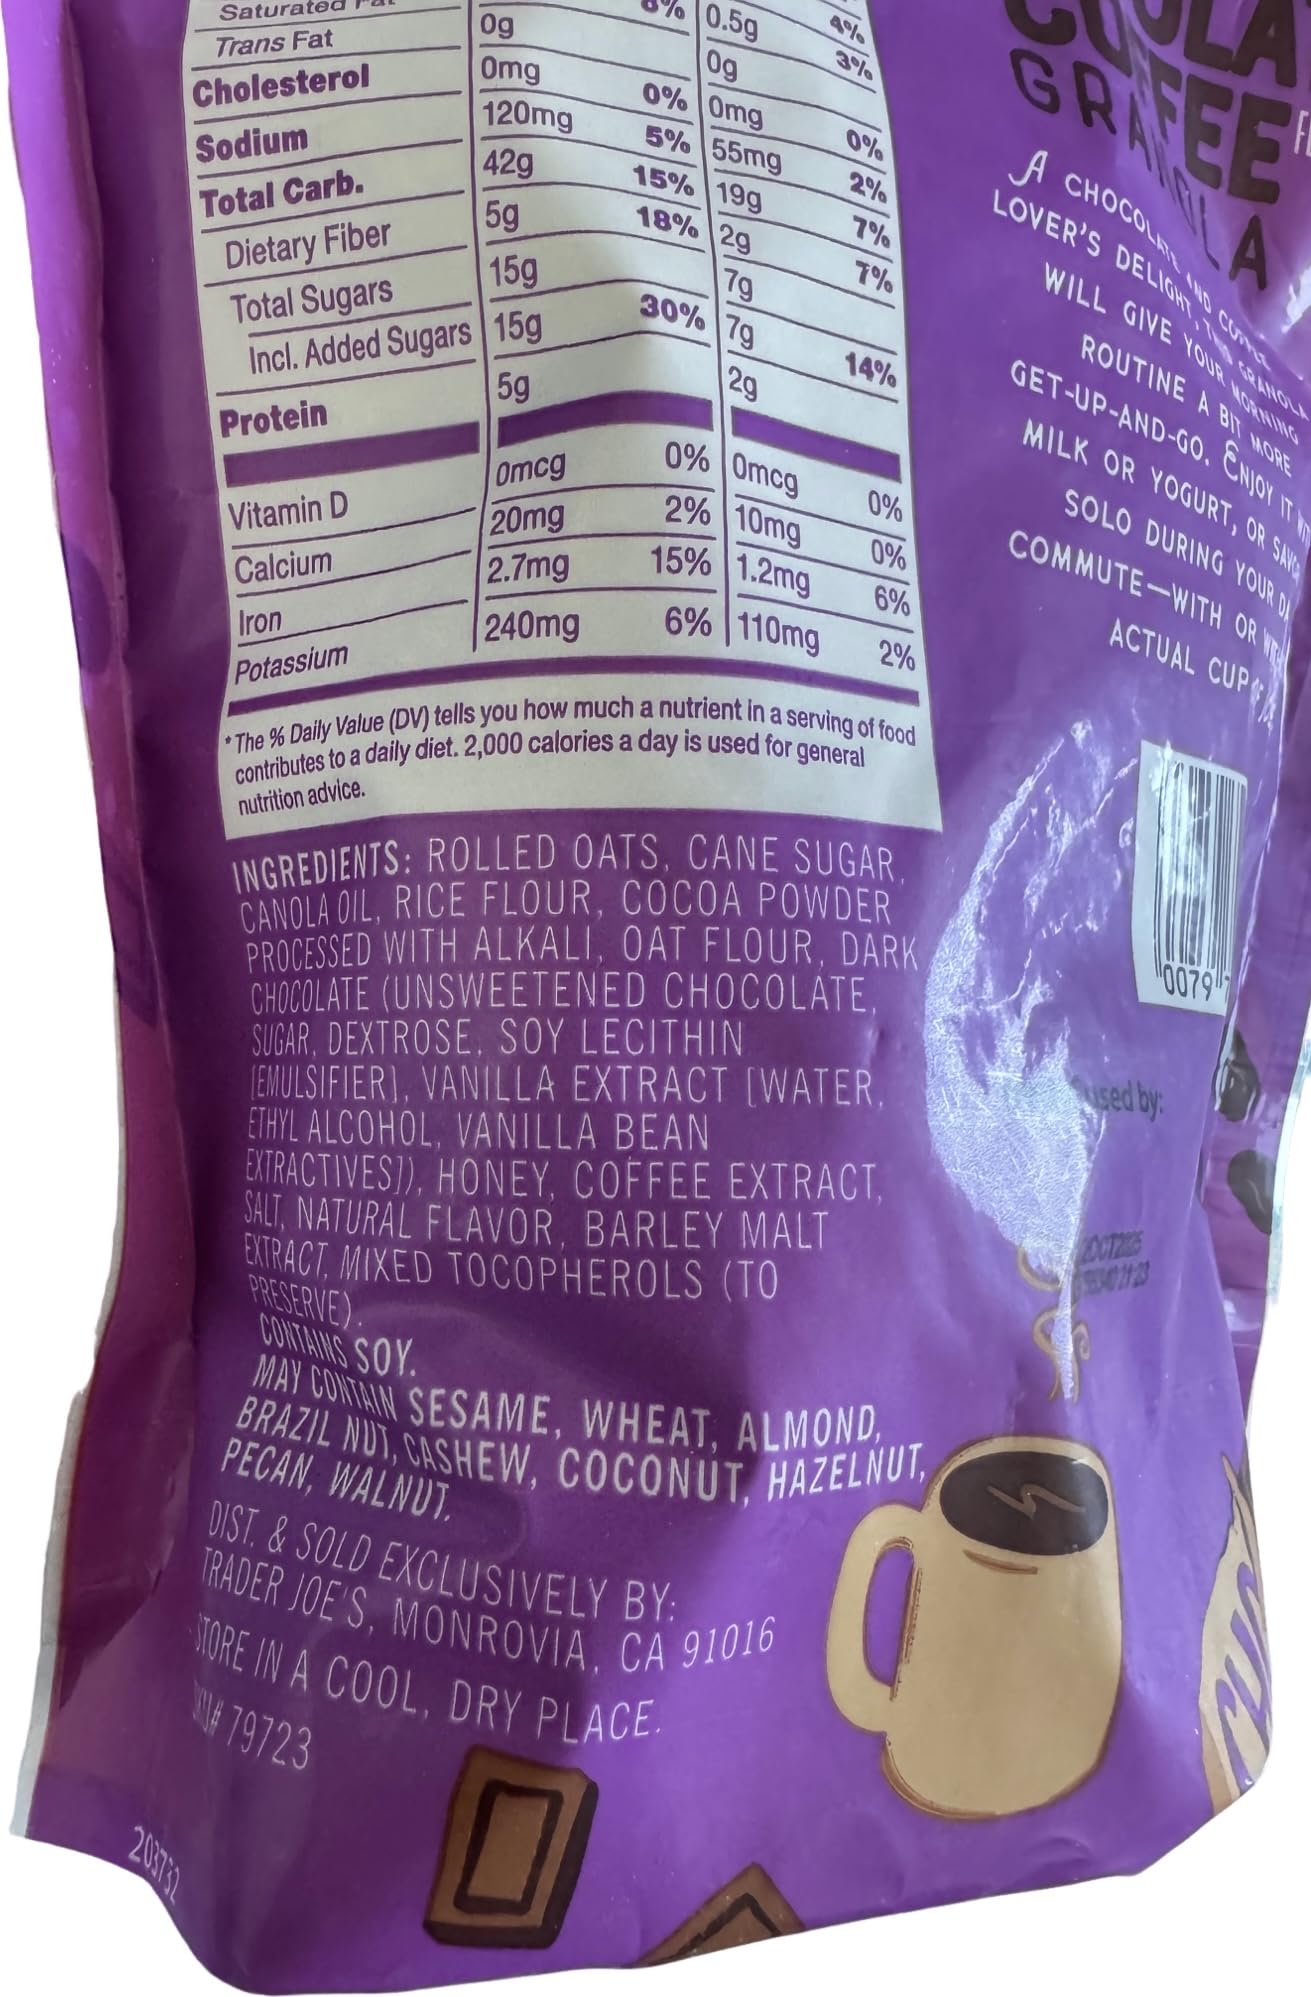 Saturated Fat 8% 0.5g 4%
Trans Fat 0g 0g 3%
Cholesterol 0mg 0% 0mg 0%
Sodium 120mg 5% 55mg 2%
Total Carb. 42g 15% 19g 7%
Dietary Fiber 5g 18% 2g 7%
Total Sugars 15g 7g
Incl. Added Sugars 15g 30% 7g 14%
Protein 5g 2g
Vitamin D 0mcg 0% 0mcg 0%
Calcium 20mg 2% 10mg 0%
Iron 2.7mg 15% 1.2mg 6%
Potassium 240mg 6% 110mg 2%
*The % Daily Value (DV) tells you how much a nutrient in a serving of food
contributes to a daily diet. 2,000 calories a day is used for general
nutrition advice.
INGREDIENTS: ROLLED OATS, CANE SUGAR,
CANOLA OIL, RICE FLOUR, COCOA POWDER
PROCESSED WITH ALKALI, OAT FLOUR, DARK
CHOCOLATE (UNSWEETENED CHOCOLATE,
SUGAR, DEXTROSE, SOY LECITHIN
[EMULSIFIER], VANILLA EXTRACT [WATER,
ETHYL ALCOHOL, VANILLA BEAN
EXTRACTIVES]), HONEY, COFFEE EXTRACT,
SALT, NATURAL FLAVOR, BARLEY MALT
EXTRACT, MIXED TOCOPHEROLS (TO
PRESERVE).
CONTAINS SOY.
MAY CONTAIN SESAME, WHEAT, ALMOND,
BRAZIL NUT, CASHEW, COCONUT, HAZELNUT,
PECAN, WALNUT.
DIST. & SOLD EXCLUSIVELY BY:
TRADER JOE'S, MONROVIA, CA 91016
STORE IN A COOL, DRY PLACE.
SKU# 79723
203732
GRANOLA
A CHOCOLATE AND COFFEE
LOVER'S DELIGHT, THIS GRANOLA
WILL GIVE YOUR MORNING
ROUTINE A BIT MORE
GET-UP-AND-GO. ENJOY IT
MILK OR YOGURT, OR
SOLO DURING YOUR
COMMUTE—WITH OR
ACTUAL CUP
0079
used by: